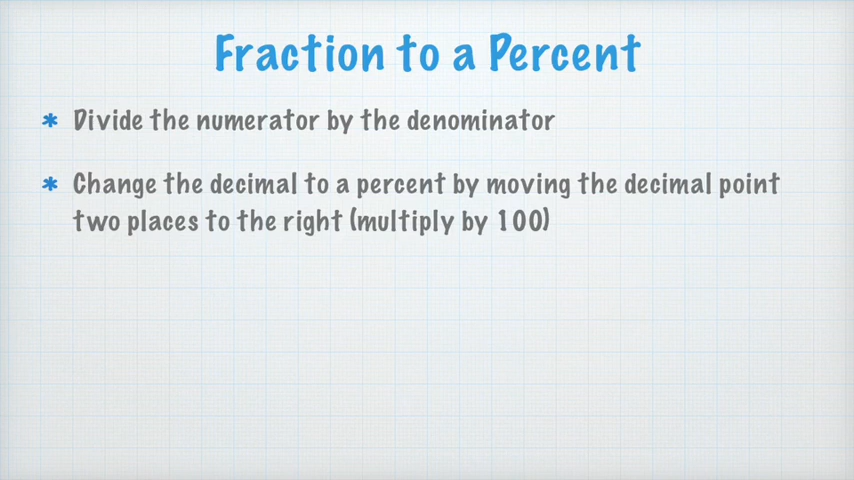 Fraction to a Percent
* Divide the numerator by the denominator
* Change the decimal to a percent by moving the decimal point
two places to the right (multiply by 100)